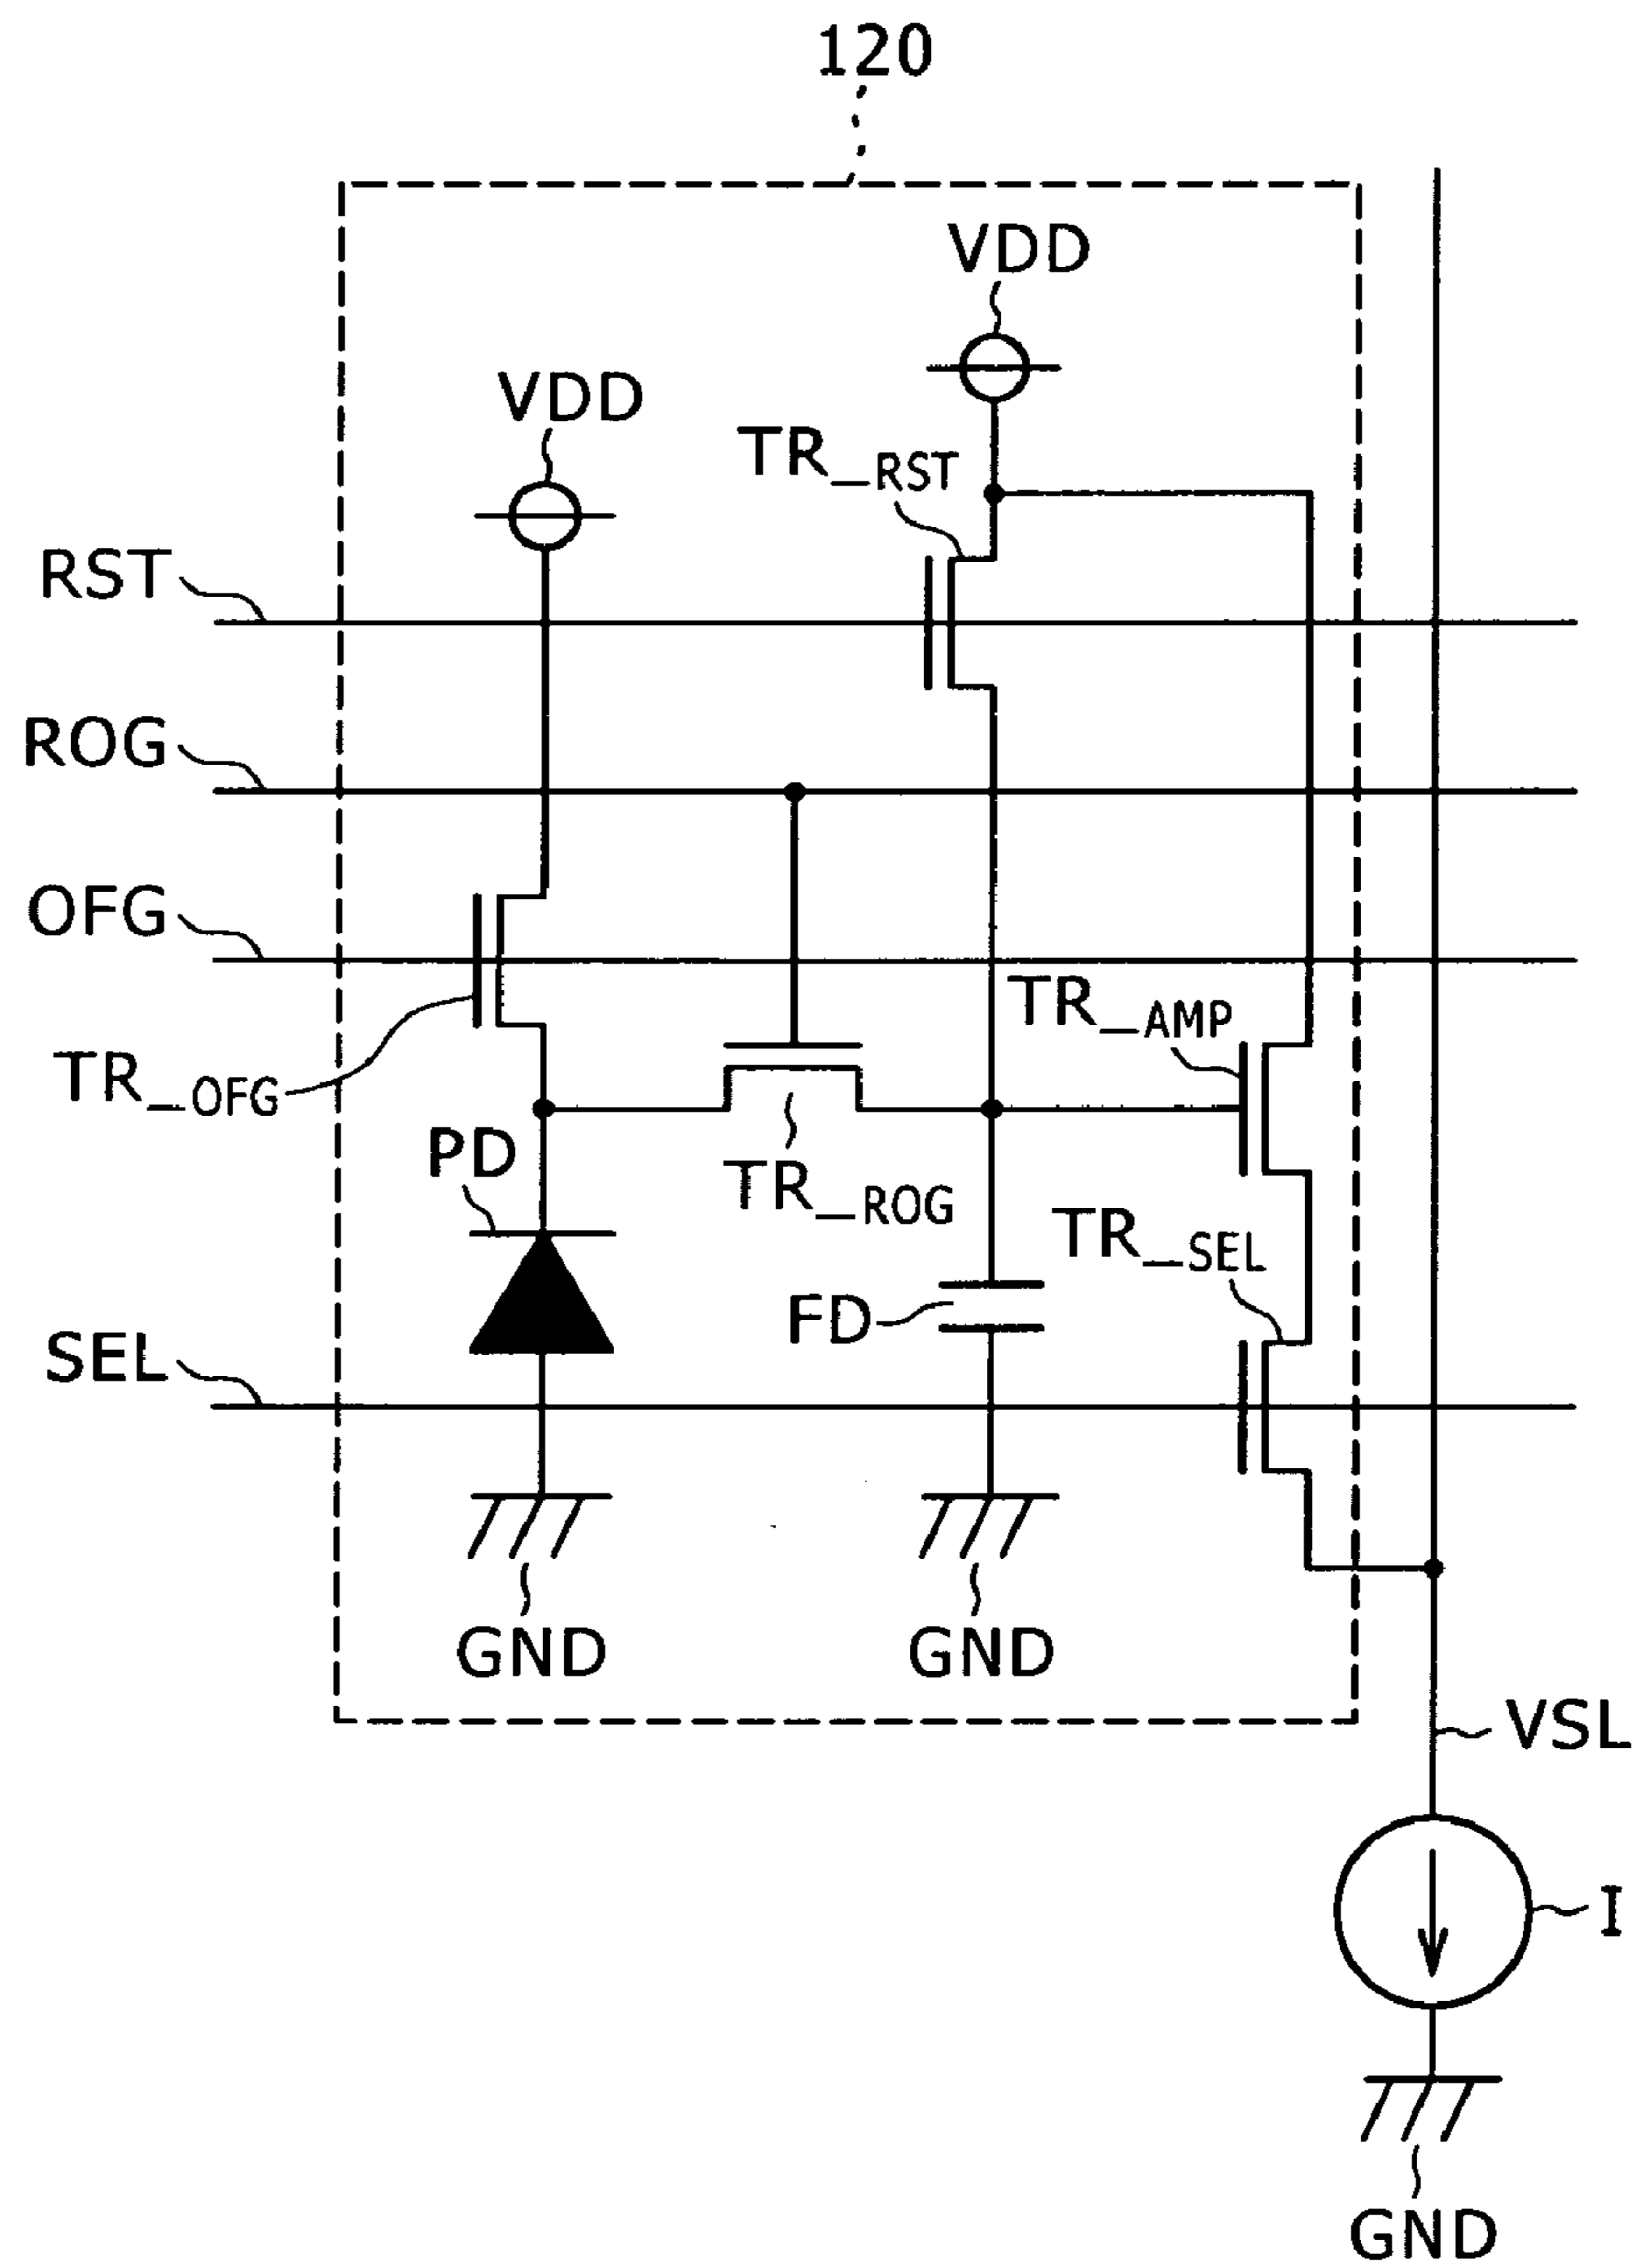 120
VDD
VDD
TR_RST
RST
ROG
OFG
TR_AMP
TR_OFG
PD
TR_ROG
TR_SEL
FD
SEL
GND
GND
VSL
I
GND